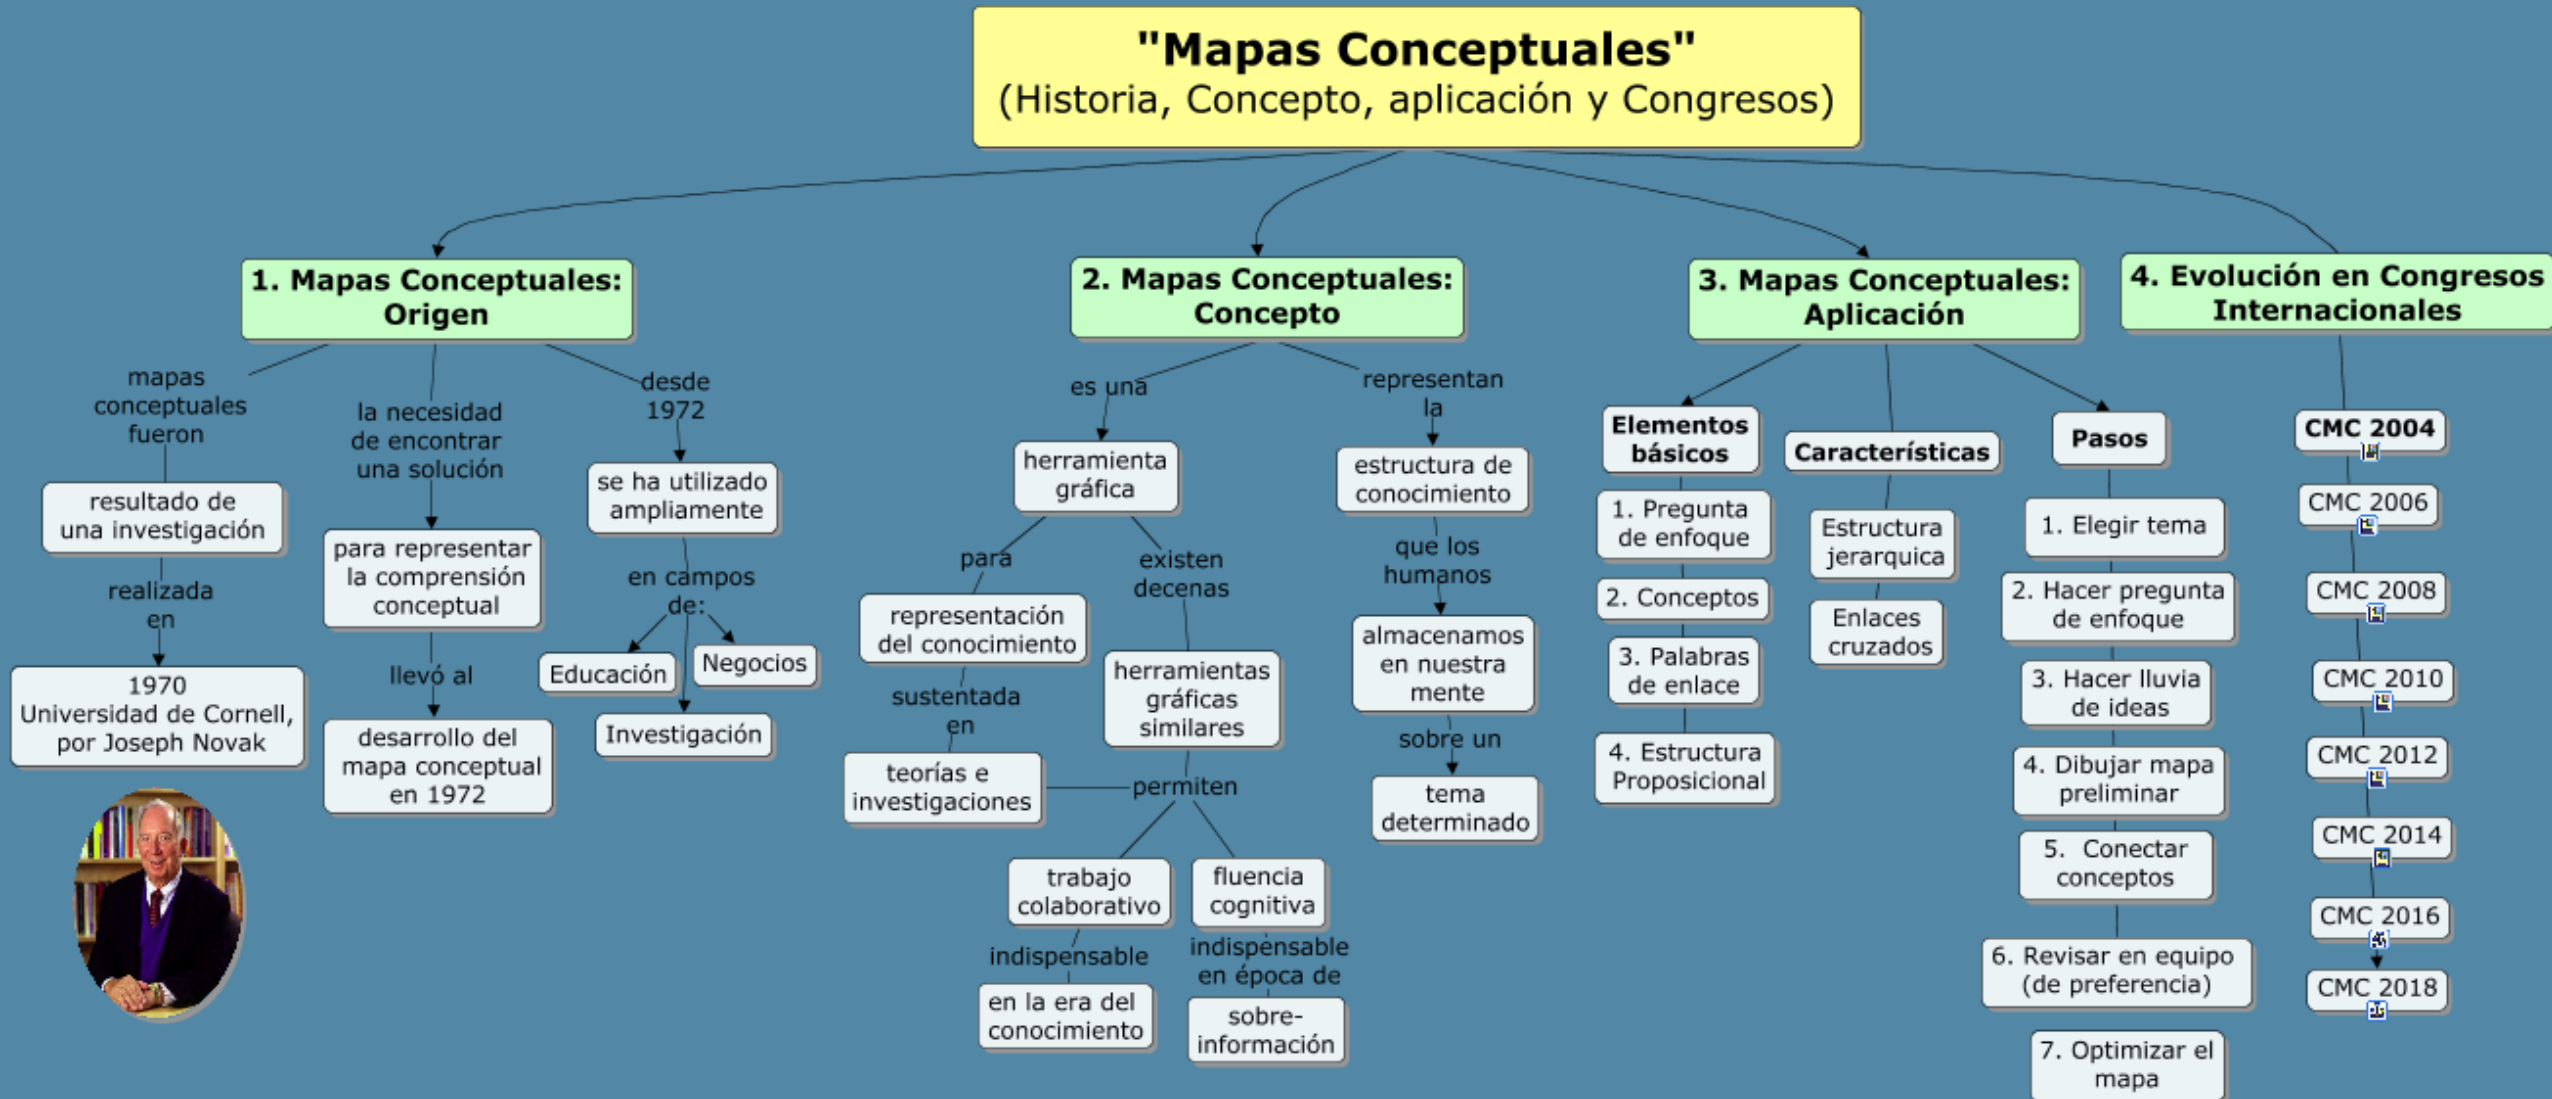 "Mapas Conceptuales"
(Historia, Concepto, aplicación y Congresos)
1. Mapas Conceptuales:
Origen
mapas
conceptuales
fueron
resultado de
una investigación
realizada
en
1970
Universidad de Cornell,
por Joseph Novak
la necesidad
de encontrar
una solución
para representar
la comprensión
conceptual
llevó al
desarrollo del
mapa conceptual
en 1972
desde
1972
se ha utilizado
ampliamente
en campos
de:
Educación
Negocios
Investigación
2. Mapas Conceptuales:
Concepto
es una
herramienta
gráfica
para
representación
del conocimiento
sustentada
en
teorías e
investigaciones
existen
decenas
herramientas
gráficas
similares
permiten
trabajo
colaborativo
indispensable
en la era del
conocimiento
fluencia
cognitiva
indispensable
en época de
sobre-
información
representan
la
estructura de
conocimiento
que los
humanos
almacenamos
en nuestra
mente
sobre un
tema
determinado
3. Mapas Conceptuales:
Aplicación
Elementos
básicos
1. Pregunta
de enfoque
2. Conceptos
3. Palabras
de enlace
4. Estructura
Proposicional
Características
Estructura
jerarquica
Enlaces
cruzados
Pasos
1. Elegir tema
2. Hacer pregunta
de enfoque
3. Hacer lluvia
de ideas
4. Dibujar mapa
preliminar
5. Conectar
conceptos
6. Revisar en equipo
(de preferencia)
7. Optimizar el
mapa
4. Evolución en Congresos
Internacionales
CMC 2004
CMC 2006
CMC 2008
CMC 2010
CMC 2012
CMC 2014
CMC 2016
CMC 2018